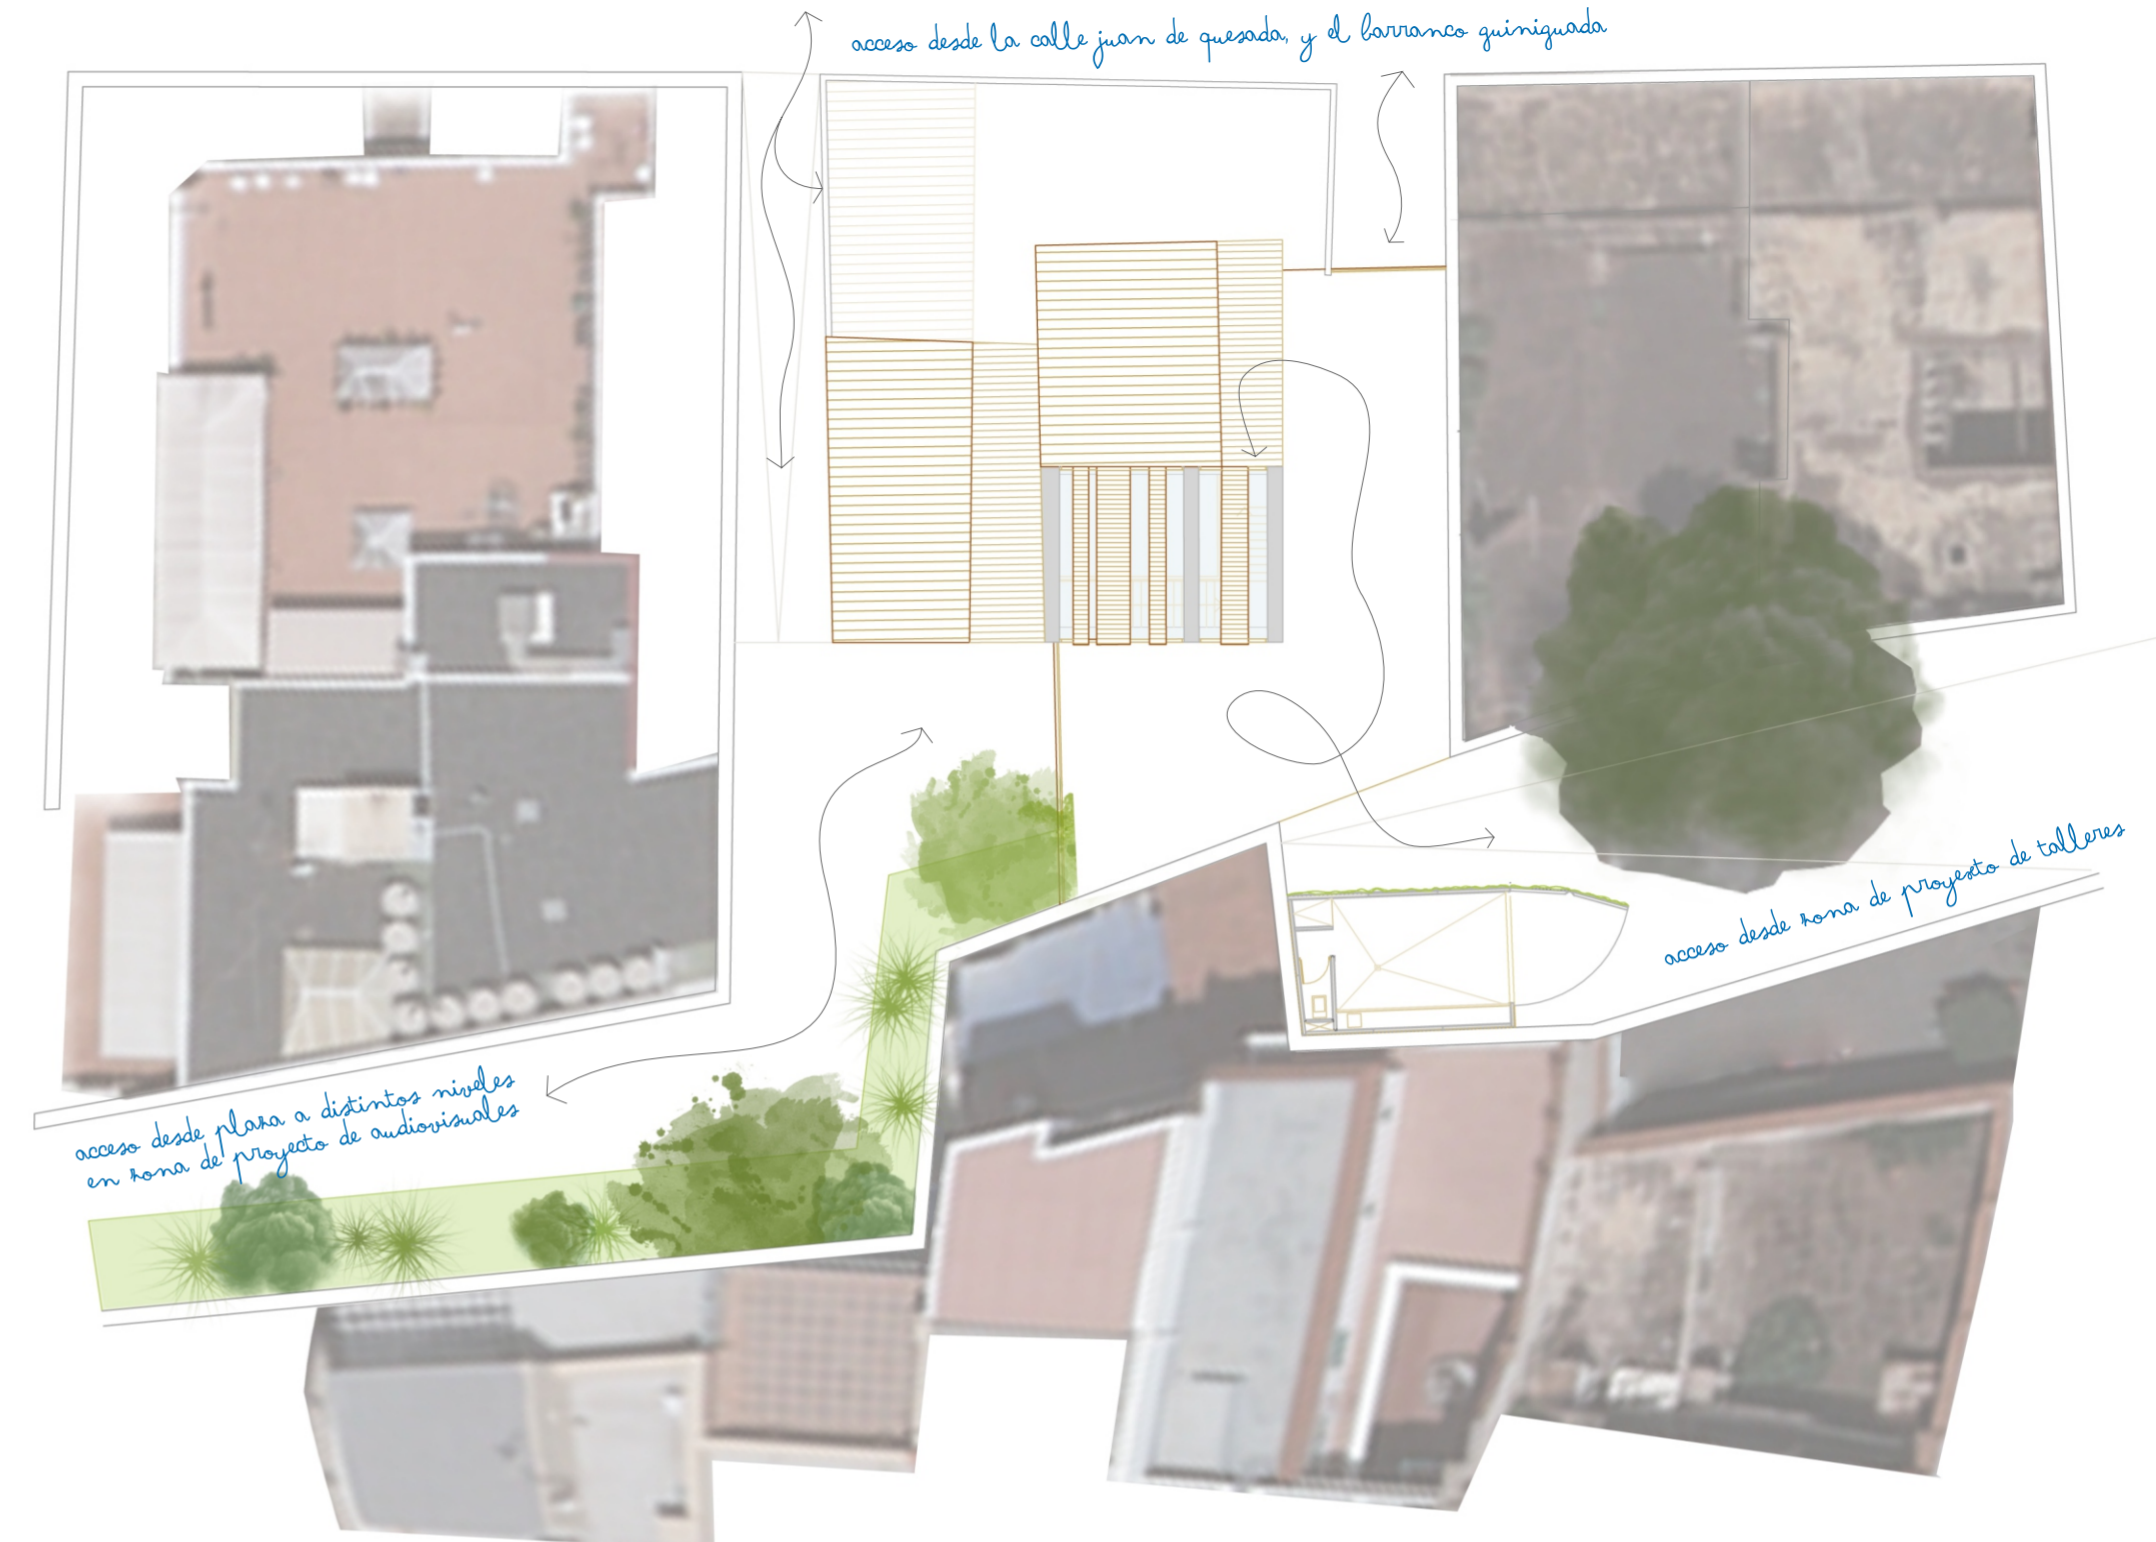 acceso desde la calle juan de quesada, y el barranco guiniguada
acceso desde zona de proyecto de talleres
acceso desde plaza a distintos niveles
en zona de proyecto de audiovisuales